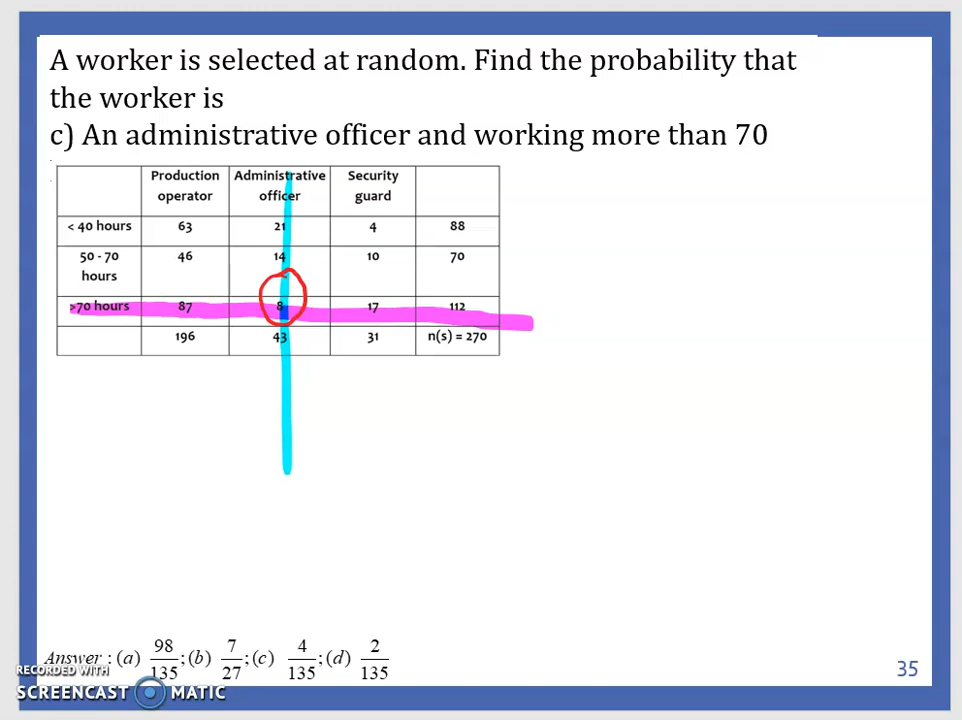 A worker is selected at random. Find the probability that
the worker is
c) An administrative officer and working more than 70
Production operator Administrative officer Security guard
< 40 hours 63 21 4 88
50 - 70 hours 46 14 10 70
>70 hours 87 8 17 112
196 43 31 n(s) = 270
Answer : (a) 98/135 ; (b) 7/27 ; (c) 4/135 ; (d) 2/135
RECORDED WITH
SCREENCAST MATIC
35